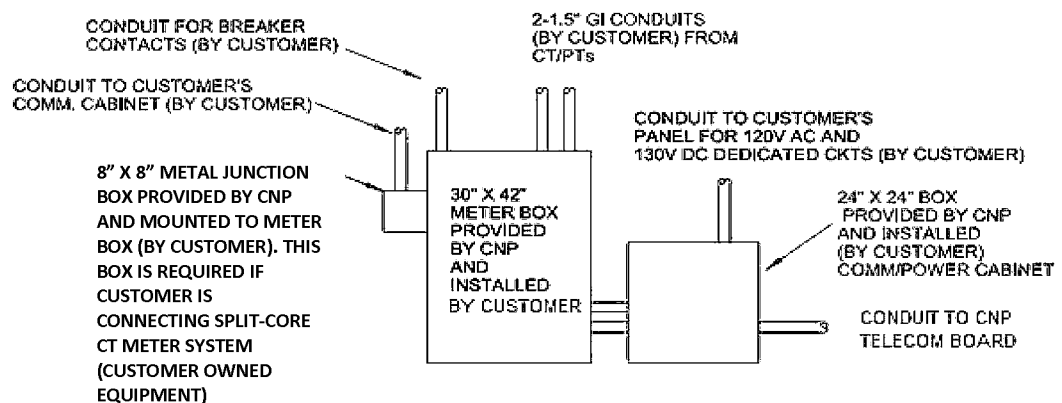 CONDUIT FOR BREAKER
CONTACTS (BY CUSTOMER)
2-1.5" GI CONDUITS
(BY CUSTOMER) FROM
CT/PTs
CONDUIT TO CUSTOMER'S
COMM. CABINET (BY CUSTOMER)
CONDUIT TO CUSTOMER'S
PANEL FOR 120V AC AND
130V DC DEDICATED CKTS (BY CUSTOMER)
8” X 8” METAL JUNCTION
BOX PROVIDED BY CNP
AND MOUNTED TO METER
BOX (BY CUSTOMER). THIS
BOX IS REQUIRED IF
CUSTOMER IS
CONNECTING SPLIT-CORE
CT METER SYSTEM
(CUSTOMER OWNED
EQUIPMENT)
30" X 42"
METER BOX
PROVIDED
BY CNP
AND
INSTALLED
BY CUSTOMER
24" X 24" BOX
PROVIDED BY CNP
AND INSTALLED
(BY CUSTOMER)
COMM/POWER CABINET
CONDUIT TO CNP
TELECOM BOARD